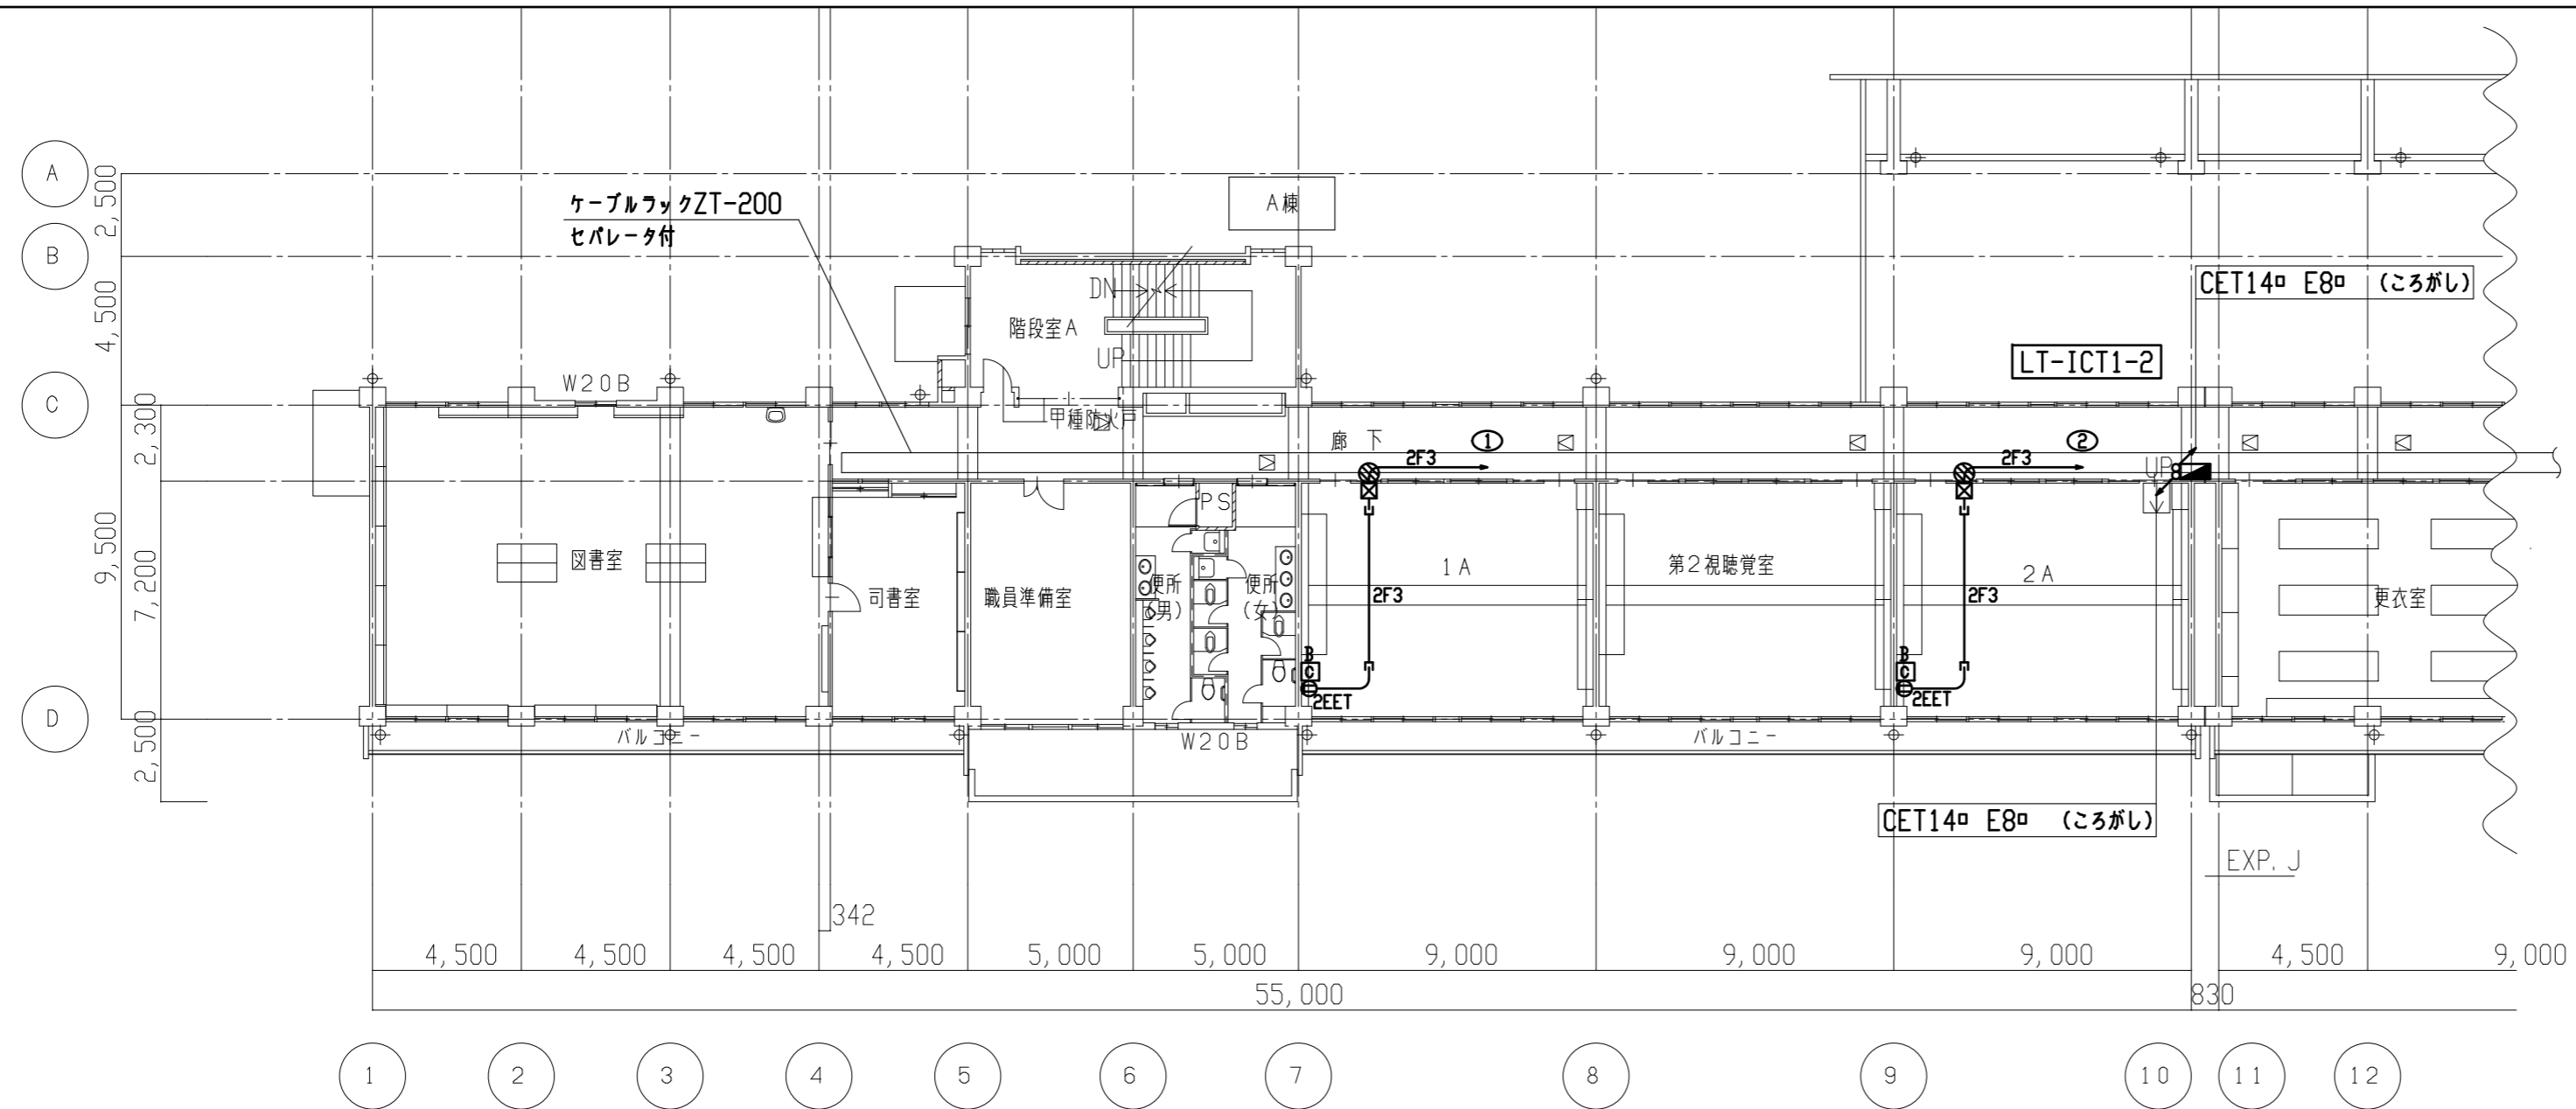 A
B
C
D
2,500
4,500
2,300
9,500
7,200
2,500
ケーブルラックZT-200
セパレータ付
A棟
CET14□ E8□ (ころがし)
LT-ICT1-2
DN
階段室A
UP
W20B
甲種防火戸
廊 下
①
②
2F3
2F3
UP
PS
図書室
司書室
職員準備室
便所
(男)
便所
(女)
1A
第2視聴覚室
2A
更衣室
2F3
2F3
B
C
2EET
B
C
2EET
バルコニー
W20B
バルコニー
CET14□ E8□ (ころがし)
EXP.J
342
4,500
4,500
4,500
4,500
5,000
5,000
9,000
9,000
9,000
4,500
9,000
55,000
830
1
2
3
4
5
6
7
8
9
10
11
12